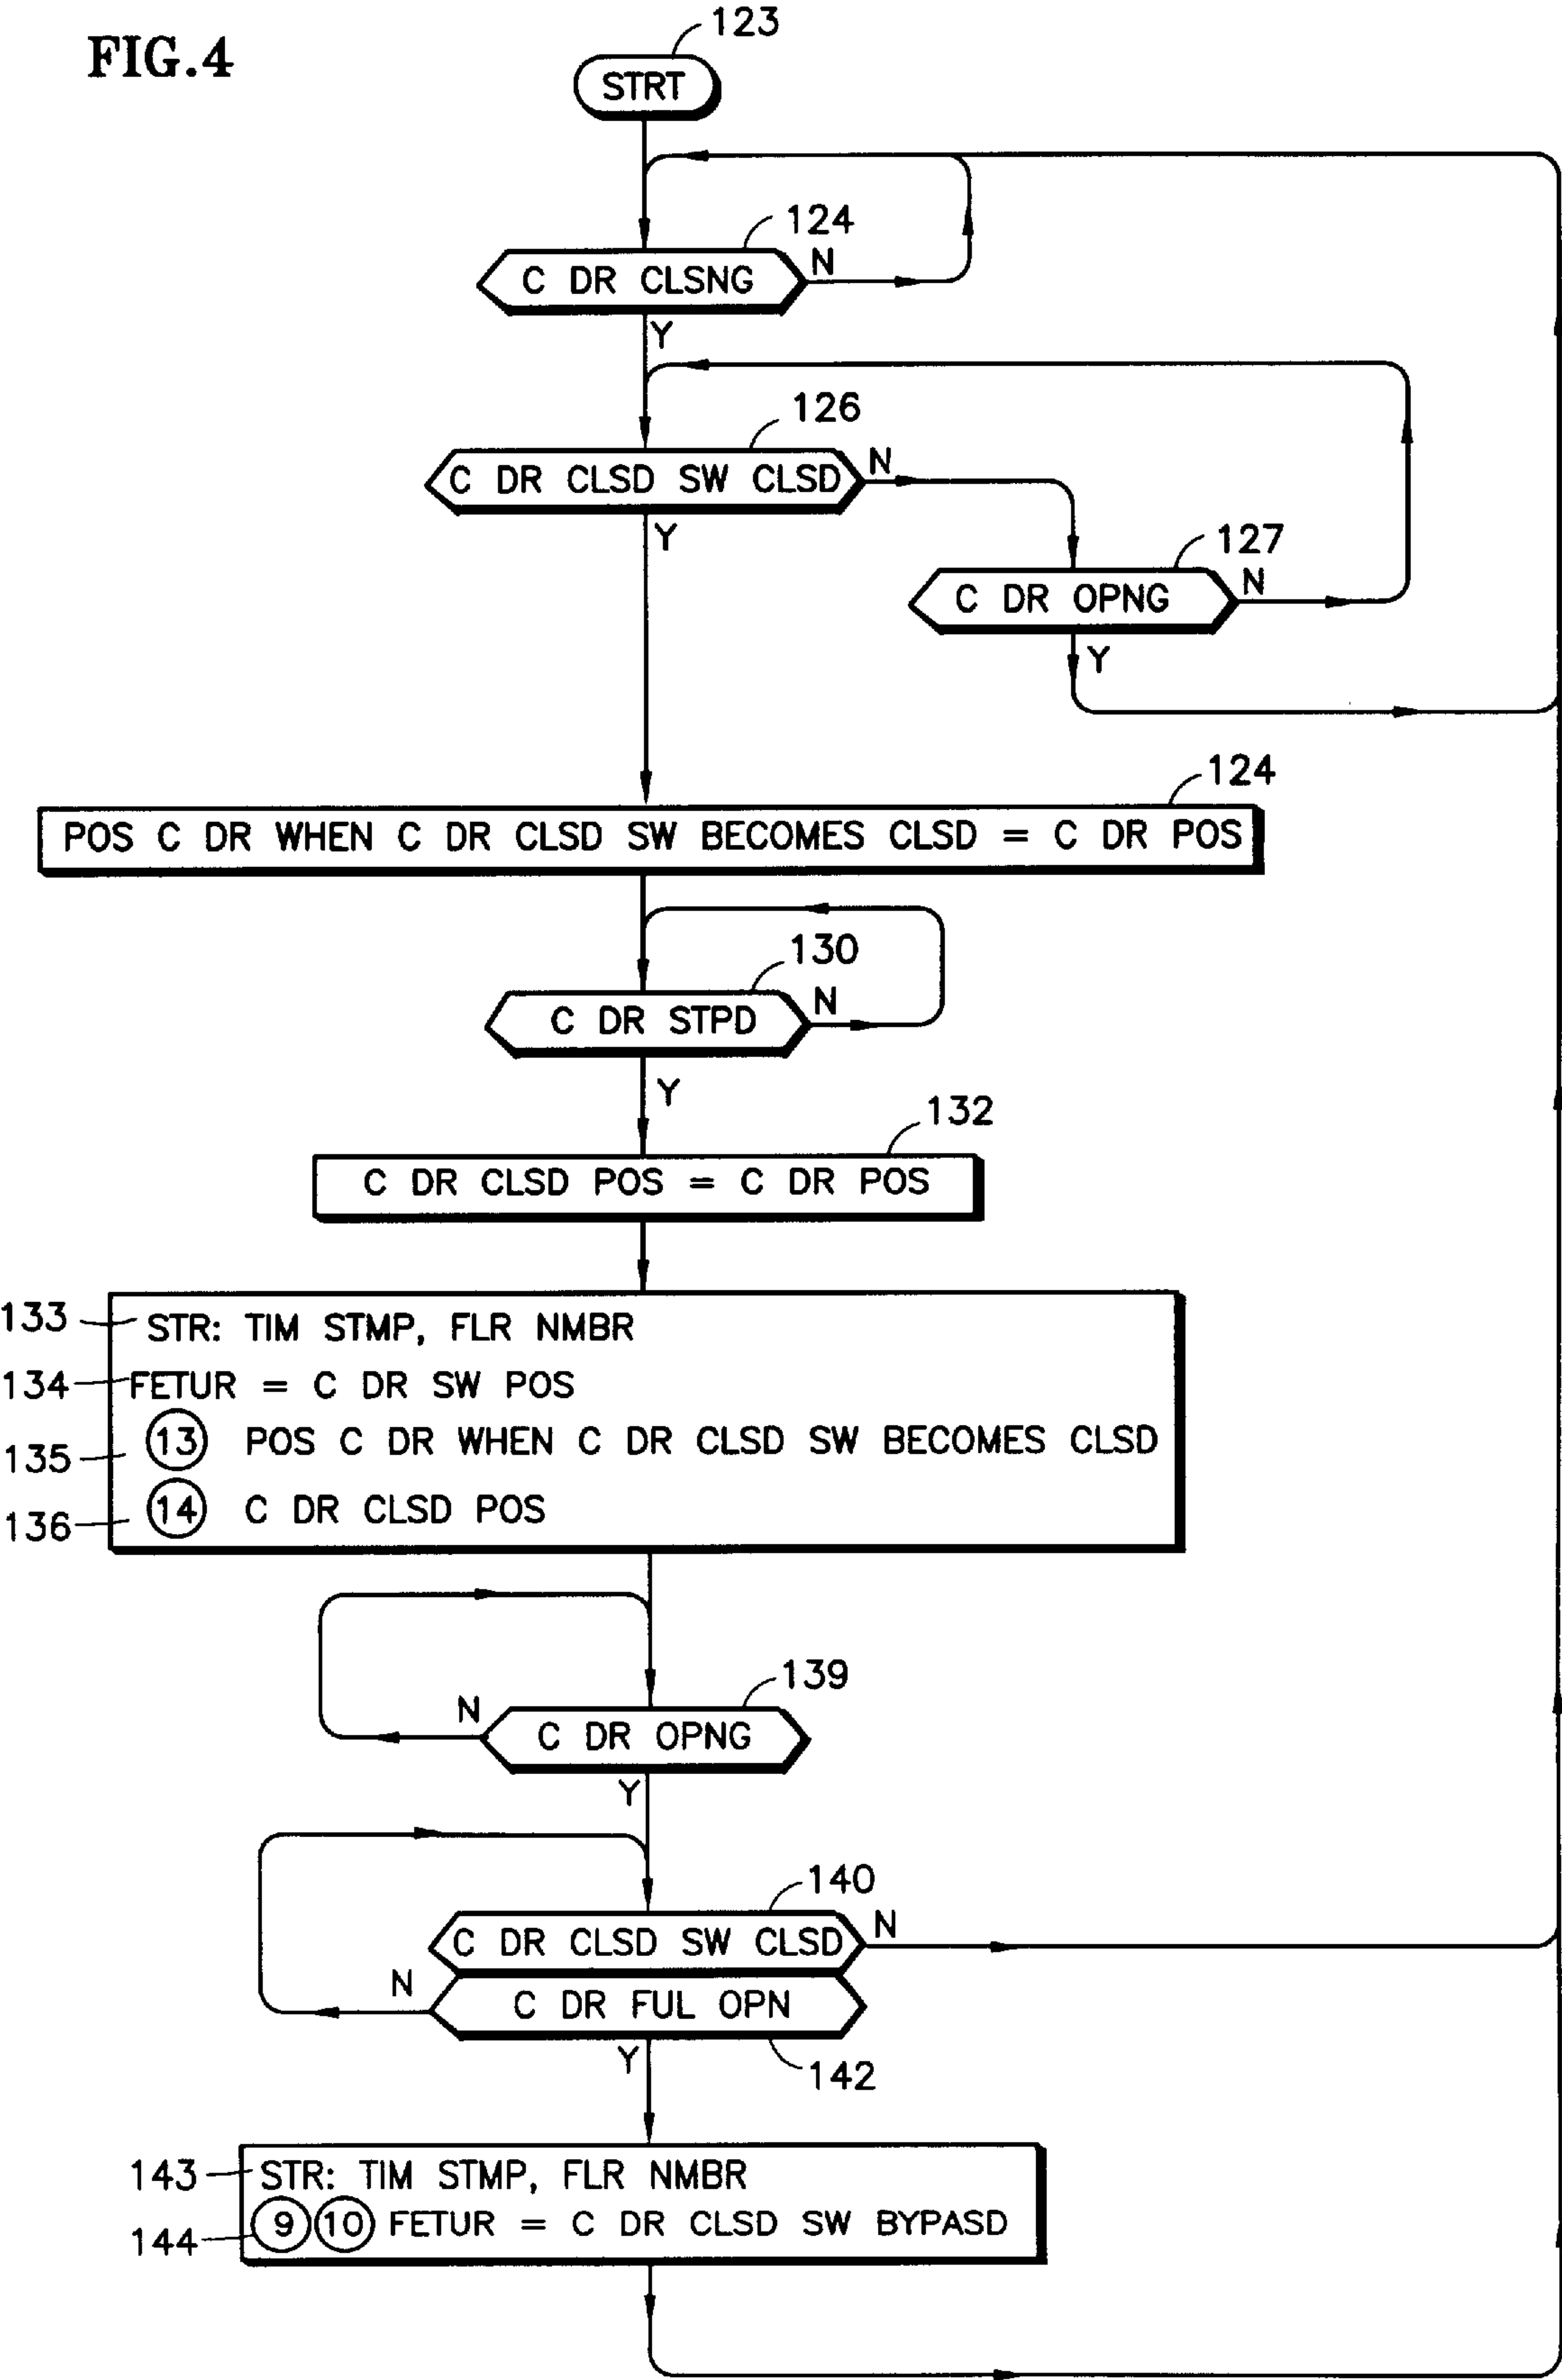 FIG.4
123
STRT
124
C DR CLSNG
N
Y
126
C DR CLSD SW CLSD
N
Y
127
C DR OPNG
N
Y
124
POS C DR WHEN C DR CLSD SW BECOMES CLSD = C DR POS
130
C DR STPD
N
Y
132
C DR CLSD POS = C DR POS
133 STR: TIM STMP, FLR NMBR
134 FETUR = C DR SW POS
135 13 POS C DR WHEN C DR CLSD SW BECOMES CLSD
136 14 C DR CLSD POS
139
N
C DR OPNG
Y
140
C DR CLSD SW CLSD
N
N
C DR FUL OPN
Y
142
143 STR: TIM STMP, FLR NMBR
144 9 10 FETUR = C DR CLSD SW BYPASD